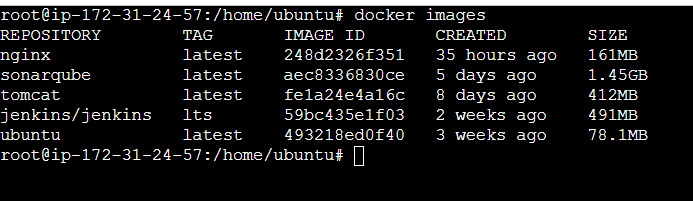 root@ip-172-31-24-57:/home/ubuntu# docker images
REPOSITORY TAG IMAGE ID CREATED SIZE
nginx latest 248d2326f351 35 hours ago 161MB
sonarqube latest aec8336830ce 5 days ago 1.45GB
tomcat latest fe1a24e4a16c 8 days ago 412MB
jenkins/jenkins lts 59bc435e1f03 2 weeks ago 491MB
ubuntu latest 493218ed0f40 3 weeks ago 78.1MB
root@ip-172-31-24-57:/home/ubuntu#